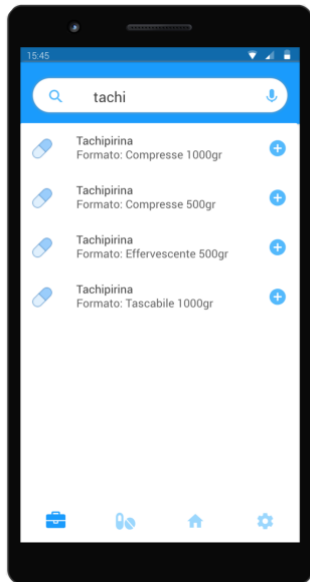 15:45
tachi
Tachipirina
Formato: Compresse 1000gr
Tachipirina
Formato: Compresse 500gr
Tachipirina
Formato: Effervescente 500gr
Tachipirina
Formato: Tascabile 1000gr